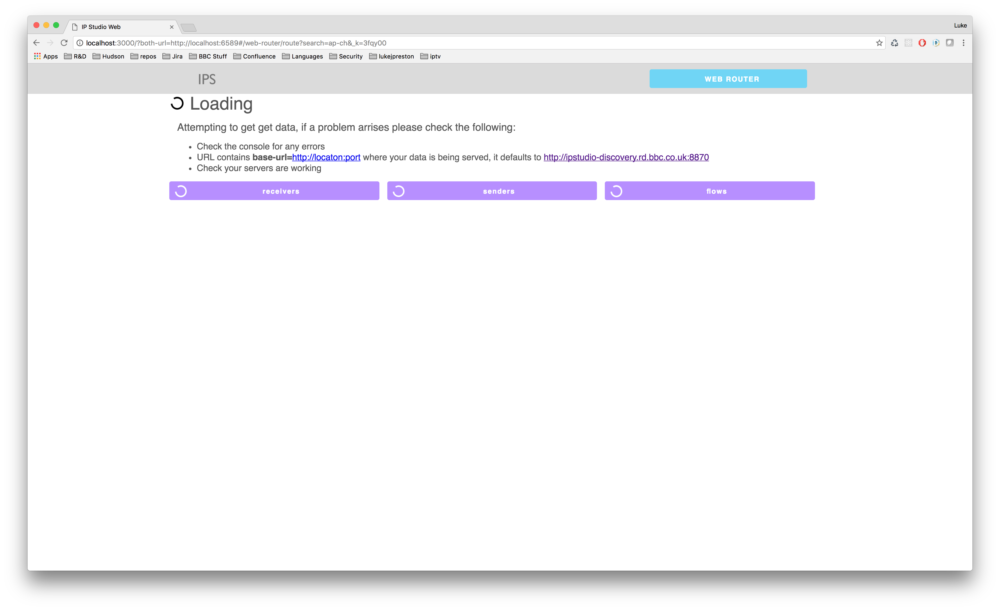 IP Studio Web
Luke
localhost:3000/?both-url=http://localhost:6589#/web-router/route?search=ap-ch&_k=3fqy00
Apps R&D Hudson repos Jira BBC Stuff Confluence Languages Security lukejpreston iptv
IPS WEB ROUTER
Loading
Attempting to get get data, if a problem arrises please check the following:
• Check the console for any errors
• URL contains base-url=http://locaton:port where your data is being served, it defaults to http://ipstudio-discovery.rd.bbc.co.uk:8870
• Check your servers are working
receivers senders flows